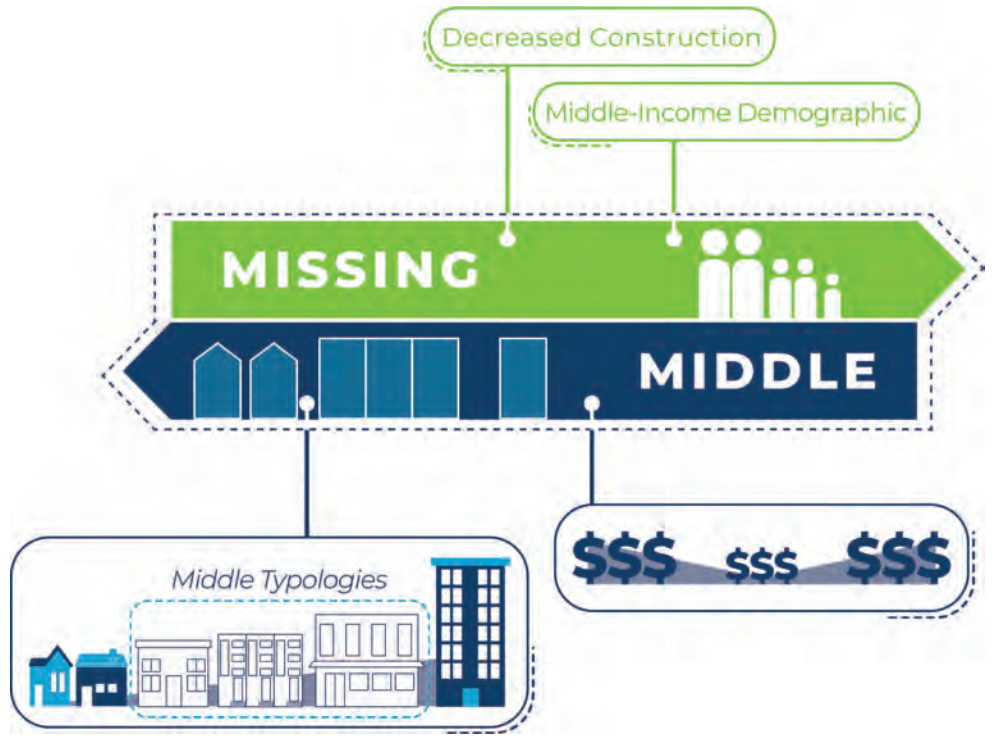 Decreased Construction
Middle-Income Demographic
MISSING
MIDDLE
$$$ $$$ $$$
Middle Typologies